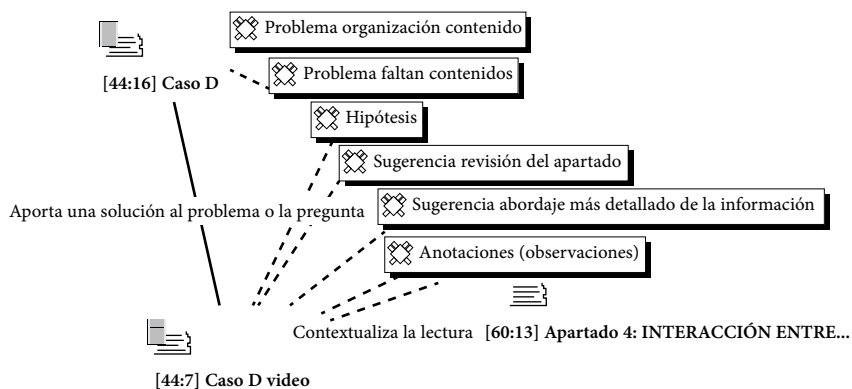 Problema organización contenido
Problema faltan contenidos
[44:16] Caso D
Hipótesis
Sugerencia revisión del apartado
Sugerencia abordaje más detallado de la información
Aporta una solución al problema o la pregunta
Anotaciones (observaciones)
Contextualiza la lectura
[60:13] Apartado 4: INTERACCIÓN ENTRE...
[44:7] Caso D video